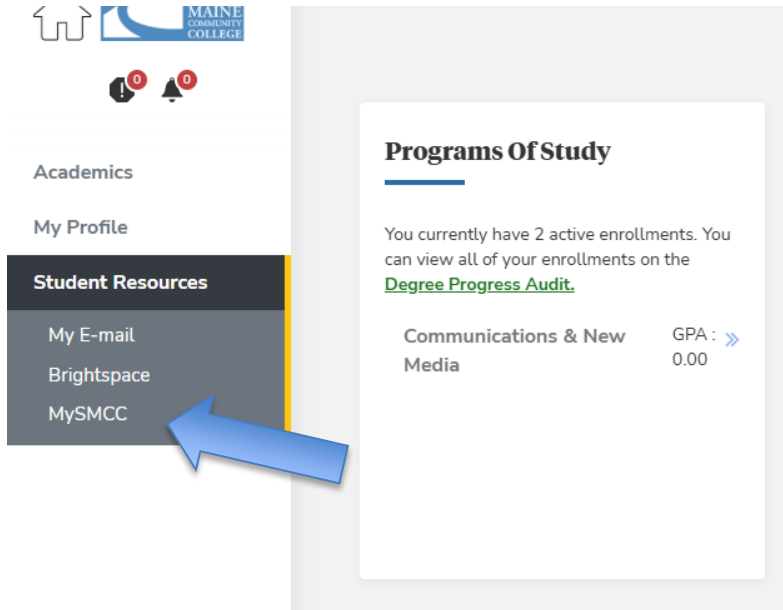 MAINE
COMMUNITY
COLLEGE
0
0
Academics
My Profile
Student Resources
My E-mail
Brightspace
MySMCC
Programs Of Study
You currently have 2 active enrollments. You
can view all of your enrollments on the
Degree Progress Audit.
Communications & New
Media
GPA :
0.00